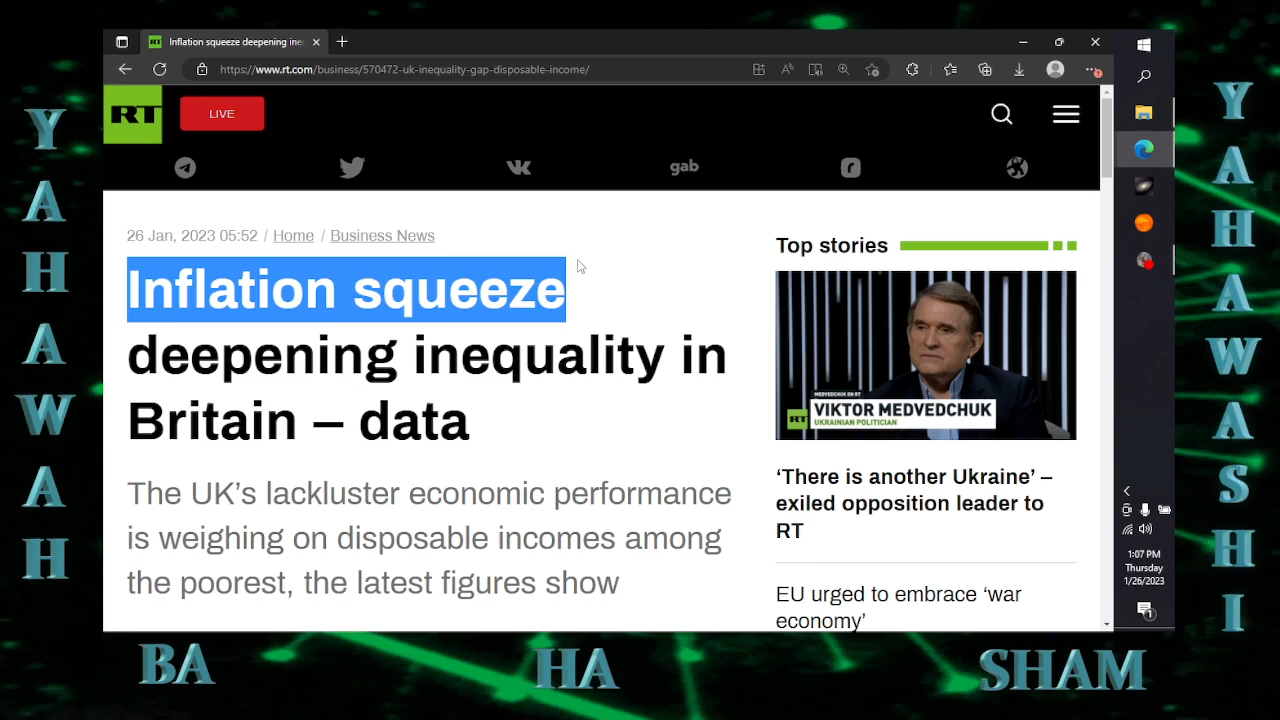 Inflation squeeze deepening ine
https://www.rt.com/business/570472-uk-inequality-gap-disposable-income/
RT
LIVE
gab
26 Jan, 2023 05:52 / Home / Business News
Inflation squeeze
deepening inequality in
Britain – data
The UK’s lackluster economic performance
is weighing on disposable incomes among
the poorest, the latest figures show
Top stories
MEDVEDCHUK ON RT
RT
VIKTOR MEDVEDCHUK
UKRAINIAN POLITICIAN
‘There is another Ukraine’ –
exiled opposition leader to
RT
EU urged to embrace ‘war
economy’
1:07 PM
Thursday
1/26/2023
1
YAHAWAH
YAHAWASHI
BA HA SHAM